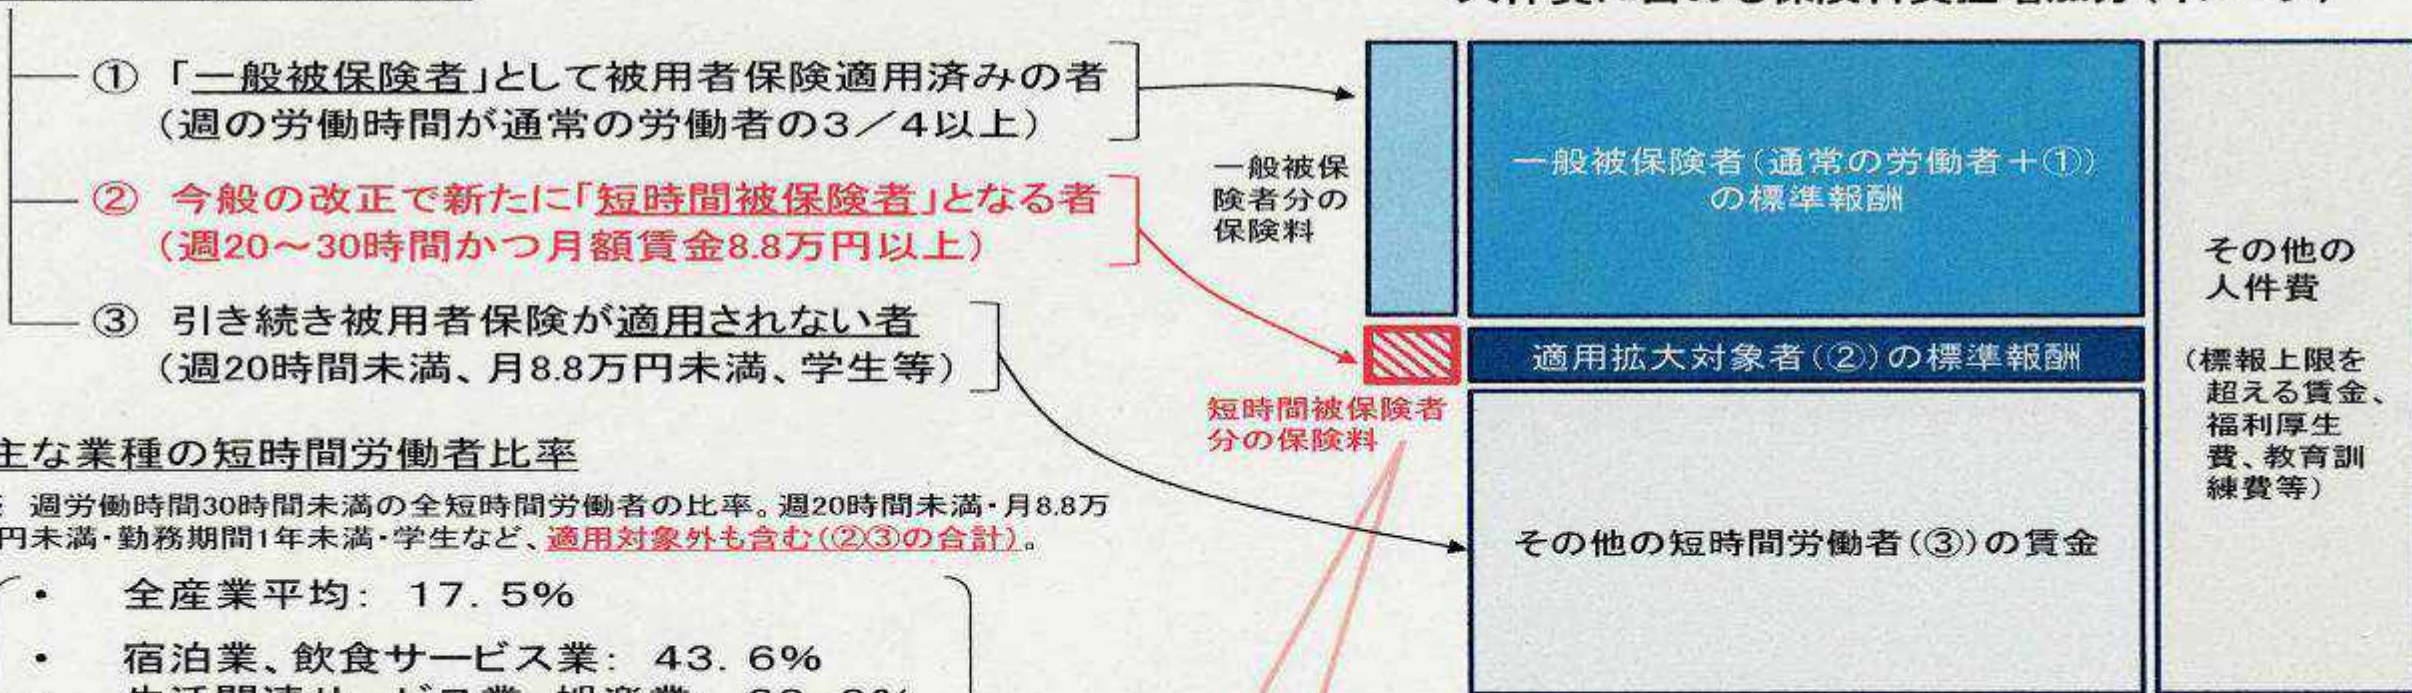 ① 「一般被保険者」として被用者保険適用済みの者
(週の労働時間が通常の労働者の3/4以上)
② 今般の改正で新たに「短時間被保険者」となる者
(週20~30時間かつ月額賃金8.8万円以上)
③ 引き続き被用者保険が適用されない者
(週20時間未満、月8.8万円未満、学生等)
主な業種の短時間労働者比率
週労働時間30時間未満の全短時間労働者の比率。週20時間未満・月8.8万
円未満・勤務期間1年未満・学生など、適用対象外も含む(②③の合計)。
・ 全産業平均: 17.5%
・ 宿泊業、飲食サービス業: 43.6%
一般被保
険者分の
保険料
短時間被保険者
分の保険料
一般被保険者(通常の労働者+①)
の標準報酬
適用拡大対象者(②)の標準報酬
その他の短時間労働者(③)の賃金
その他の
人件費
(標報上限を
超える賃金、
福利厚生
費、教育訓
練費等)